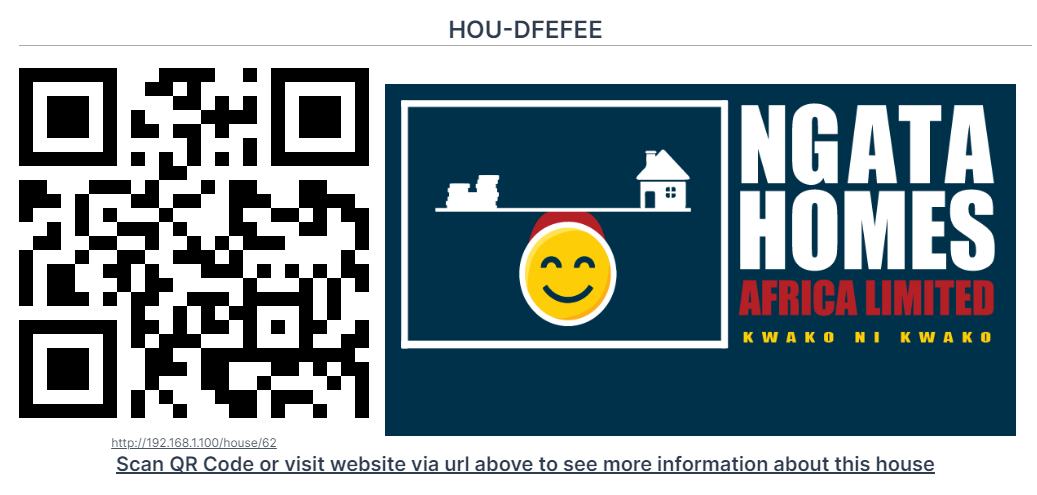 HOU-DFEFEE
NGATA
HOMES
AFRICA LIMITED
KWAKO NI KWAKO
http://192.168.1.100/house/62
Scan QR Code or visit website via url above to see more information about this house